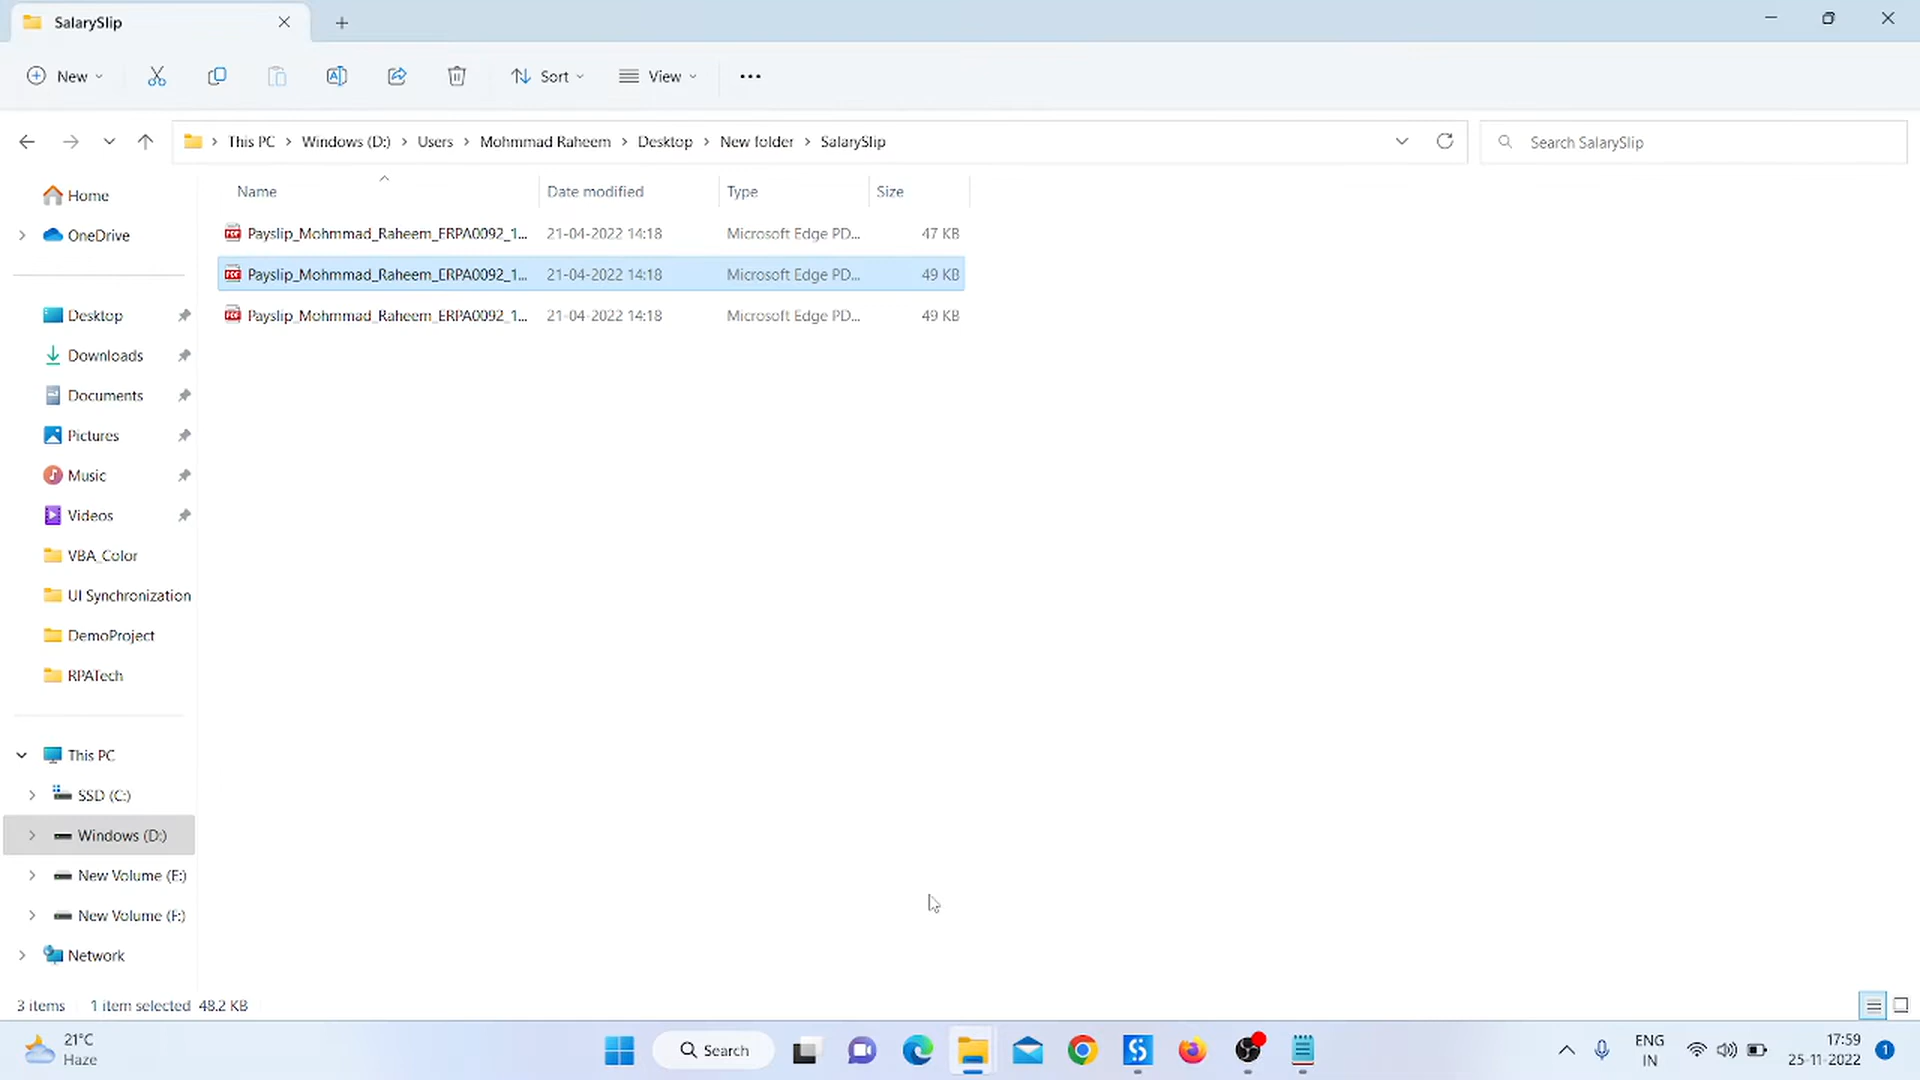 SalarySlip
New
Sort
View
This PC
Windows (D:)
Users
Mohmmad Raheem
Desktop
New folder
SalarySlip
Search SalarySlip
Home
OneDrive
Desktop
Downloads
Documents
Pictures
Music
Videos
VBA_Color
UI Synchronization
DemoProject
RPATech
This PC
SSD (C:)
Windows (D:)
New Volume (E:)
New Volume (F:)
Network
Name Date modified Type Size
Payslip_Mohmmad_Raheem_ERPA0092_1... 21-04-2022 14:18 Microsoft Edge PD... 47 KB
Payslip_Mohmmad_Raheem_ERPA0092_1... 21-04-2022 14:18 Microsoft Edge PD... 49 KB
Payslip_Mohmmad_Raheem_ERPA0092_1... 21-04-2022 14:18 Microsoft Edge PD... 49 KB
3 items 1 item selected 48.2 KB
21°C
Haze
Search
ENG
IN
17:59
25-11-2022
1